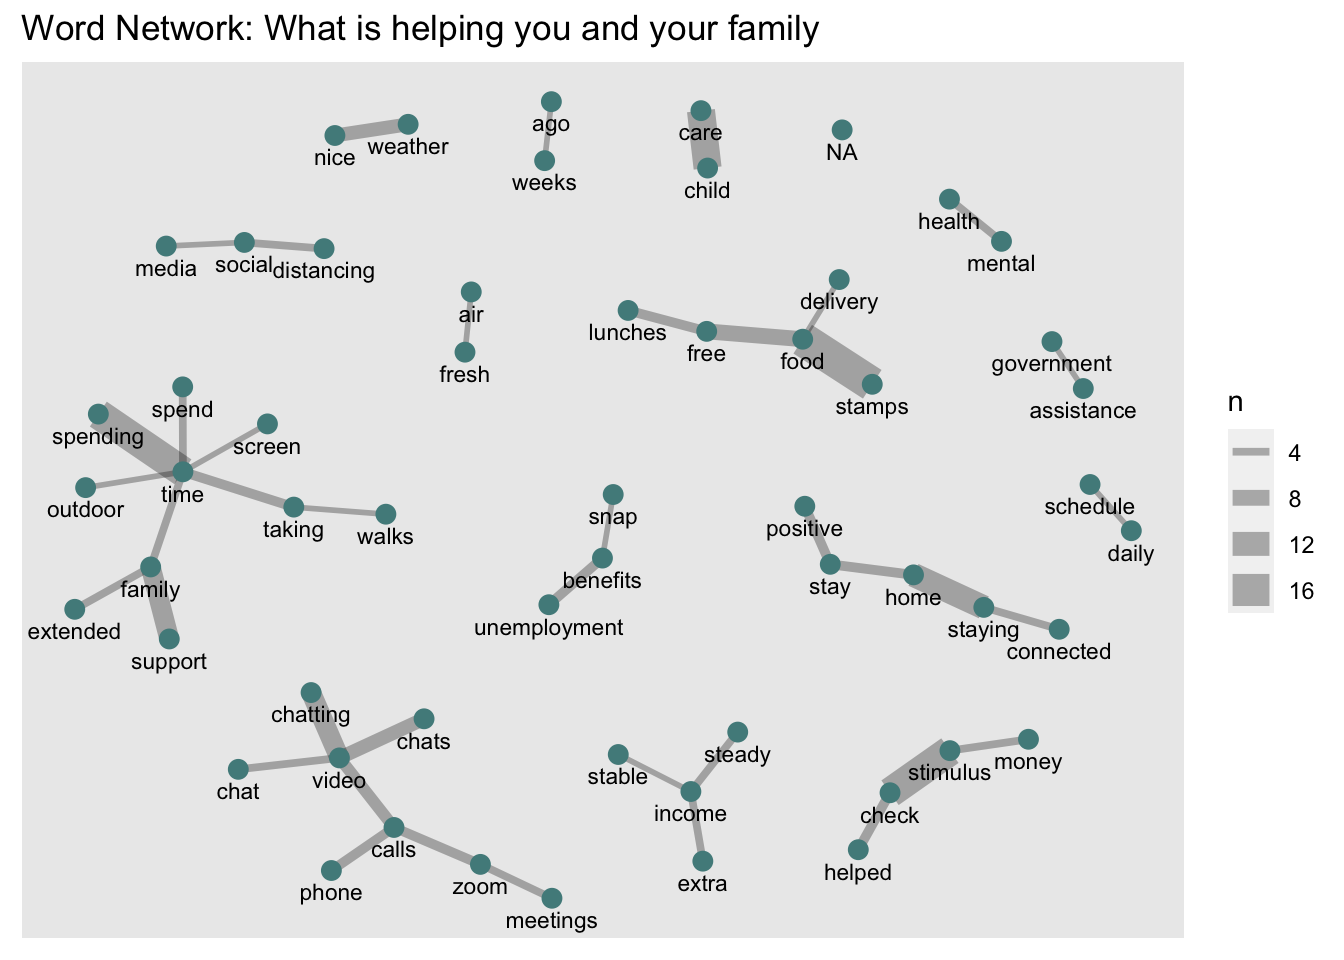 Word Network: What is helping you and your family
ago
care
nice
weather
NA
weeks
child
health
media
social
distancing
mental
delivery
air
lunches
free
food
government
fresh
stamps
assistance
spend
spending
screen
time
outdoor
taking
walks
snap
positive
schedule
daily
family
benefits
stay
home
extended
unemployment
staying
connected
support
chatting
chats
steady
stable
stimulus
money
chat
video
income
check
calls
phone
zoom
extra
helped
meetings
n
4
8
12
16